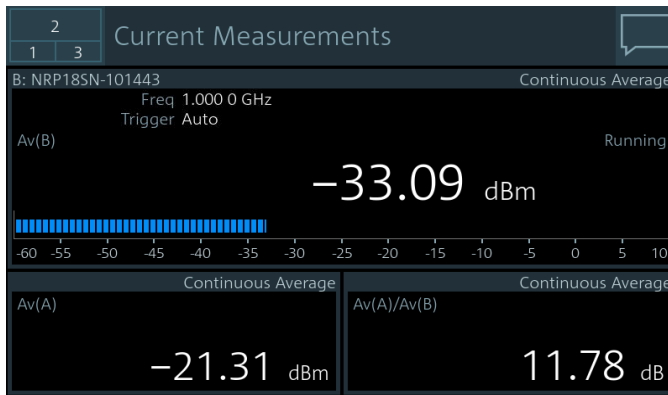 2
1 3
Current Measurements
B: NRP18SN-101443 Continuous Average
Freq 1.000 0 GHz
Trigger Auto
Av(B) Running
−33.09 dBm
-60 -55 -50 -45 -40 -35 -30 -25 -20 -15 -10 -5 0 5 10
Continuous Average
Av(A)
−21.31 dBm
Continuous Average
Av(A)/Av(B)
11.78 dB